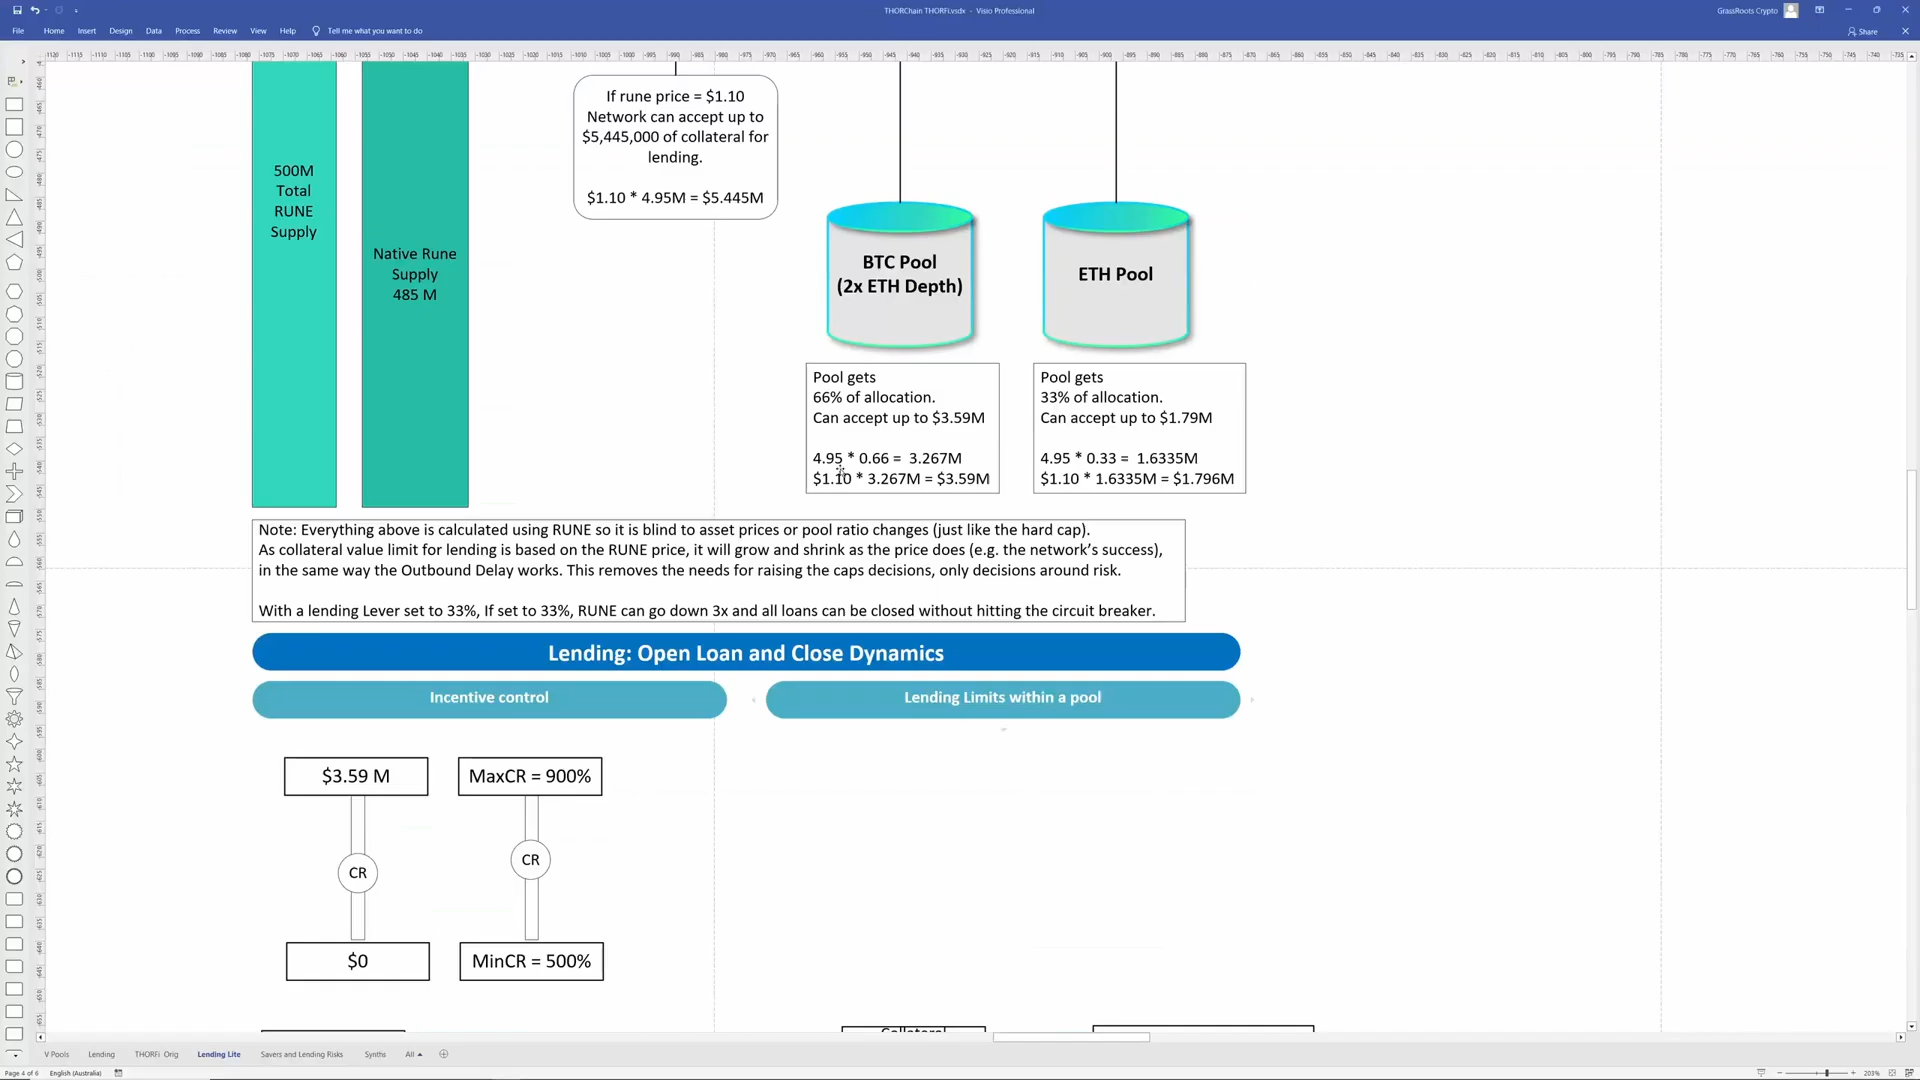 THORChain THORFi.vsdx - Visio Professional
GrassRoots Crypto
File Home Insert Design Data Process Review View Help Tell me what you want to do
Share
If rune price = $1.10
Network can accept up to
$5,445,000 of collateral for
lending.
$1.10 * 4.95M = $5.445M
500M
Total
RUNE
Supply
Native Rune
Supply
485 M
BTC Pool
(2x ETH Depth)
ETH Pool
Pool gets
66% of allocation.
Can accept up to $3.59M
4.95 * 0.66 = 3.267M
$1.10 * 3.267M = $3.59M
Pool gets
33% of allocation.
Can accept up to $1.79M
4.95 * 0.33 = 1.6335M
$1.10 * 1.6335M = $1.796M
Note: Everything above is calculated using RUNE so it is blind to asset prices or pool ratio changes (just like the hard cap).
As collateral value limit for lending is based on the RUNE price, it will grow and shrink as the price does (e.g. the network's success),
in the same way the Outbound Delay works. This removes the needs for raising the caps decisions, only decisions around risk.
With a lending Lever set to 33%, If set to 33%, RUNE can go down 3x and all loans can be closed without hitting the circuit breaker.
Lending: Open Loan and Close Dynamics
Incentive control
Lending Limits within a pool
$3.59 M
MaxCR = 900%
CR
CR
$0
MinCR = 500%
V Pools Lending THORFi Orig Lending Lite Savers and Lending Risks Synths All
Page 4 of 6 English (Australia)
203%